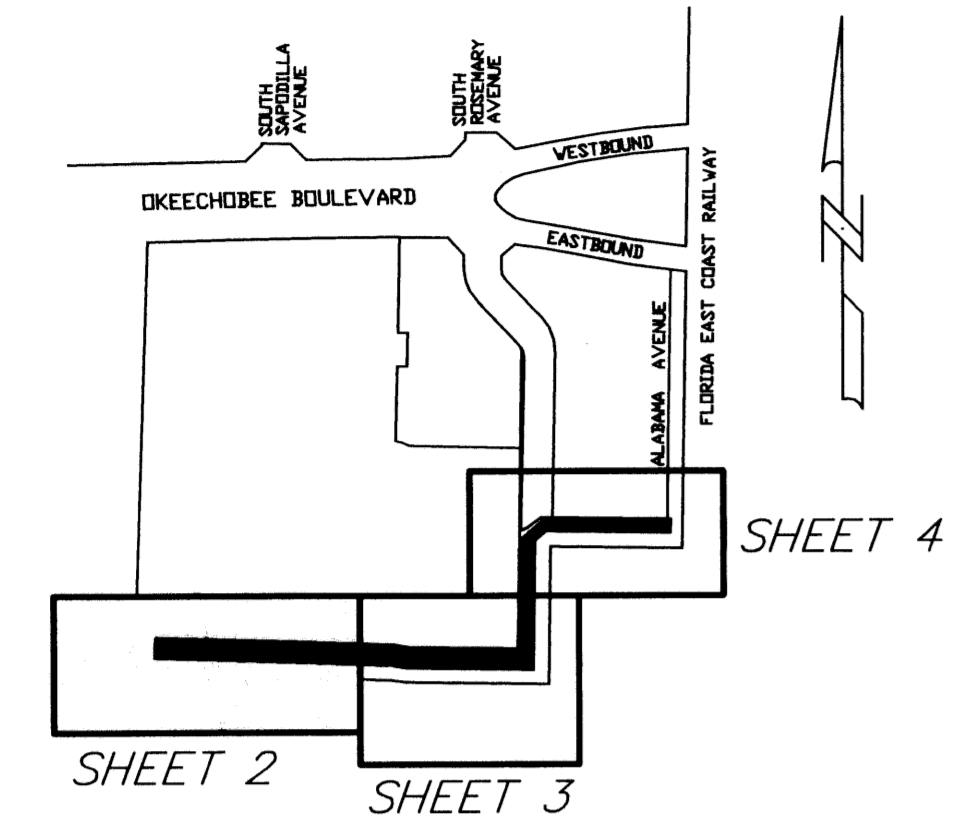 SOUTH
SAPODILLA
AVENUE
SOUTH
ROSEMARY
AVENUE
WESTBOUND
OKEECHOBEE BOULEVARD
EASTBOUND
FLORIDA EAST COAST RAILWAY
ALABAMA AVENUE
N
SHEET 4
SHEET 2
SHEET 3